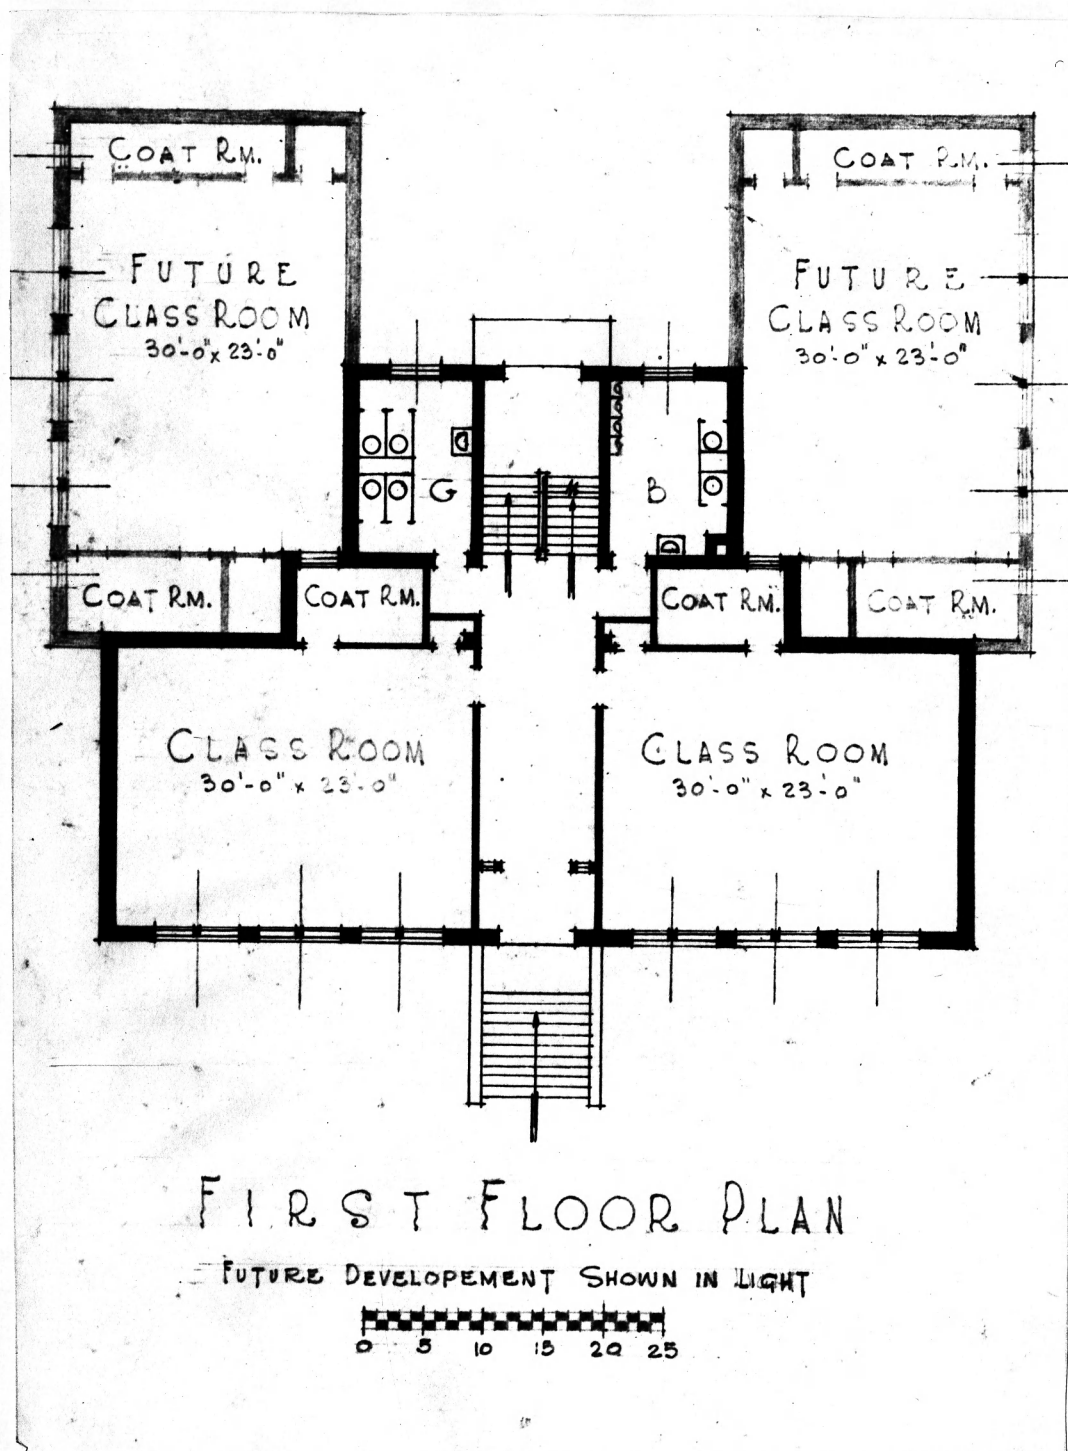 COAT RM.
COAT RM.
FUTURE
CLASS ROOM
30'-0" x 23'-0"
FUTURE
CLASS ROOM
30'-0" x 23'-0"
G
B
COAT RM.
COAT RM.
COAT RM.
COAT RM.
CLASS ROOM
30'-0" x 23'-0"
CLASS ROOM
30'-0" x 23'-0"
FIRST FLOOR PLAN
FUTURE DEVELOPEMENT SHOWN IN LIGHT
0 5 10 15 20 25